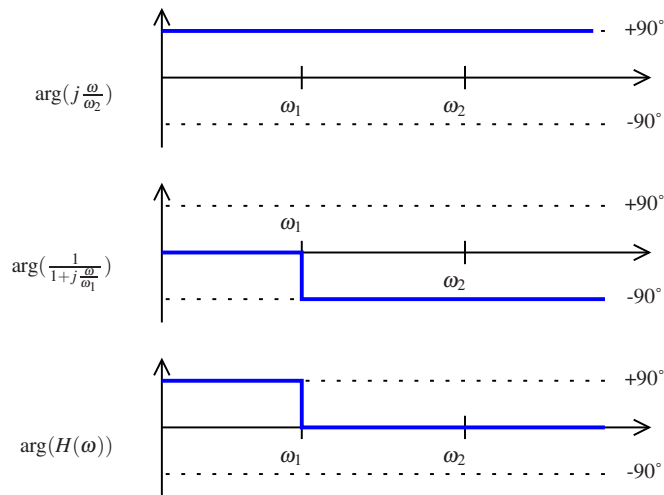 +90°
arg(j ω/ω₂)
ω₁ ω₂
-90°
+90°
ω₁
arg(1/(1+j ω/ω₁))
ω₂
-90°
+90°
arg(H(ω))
ω₁ ω₂
-90°